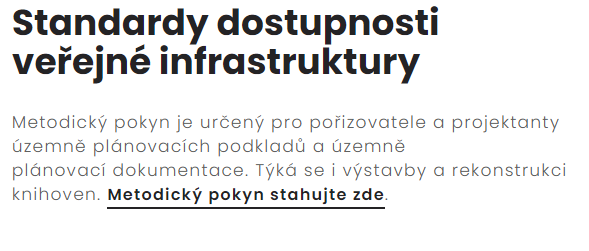 Standardy dostupnosti
veřejné infrastruktury
Metodický pokyn je určený pro pořizovatele a projektanty
územně plánovacích podkladů a územně
plánovací dokumentace. Týká se i výstavby a rekonstrukci
knihoven. Metodický pokyn stahujte zde.